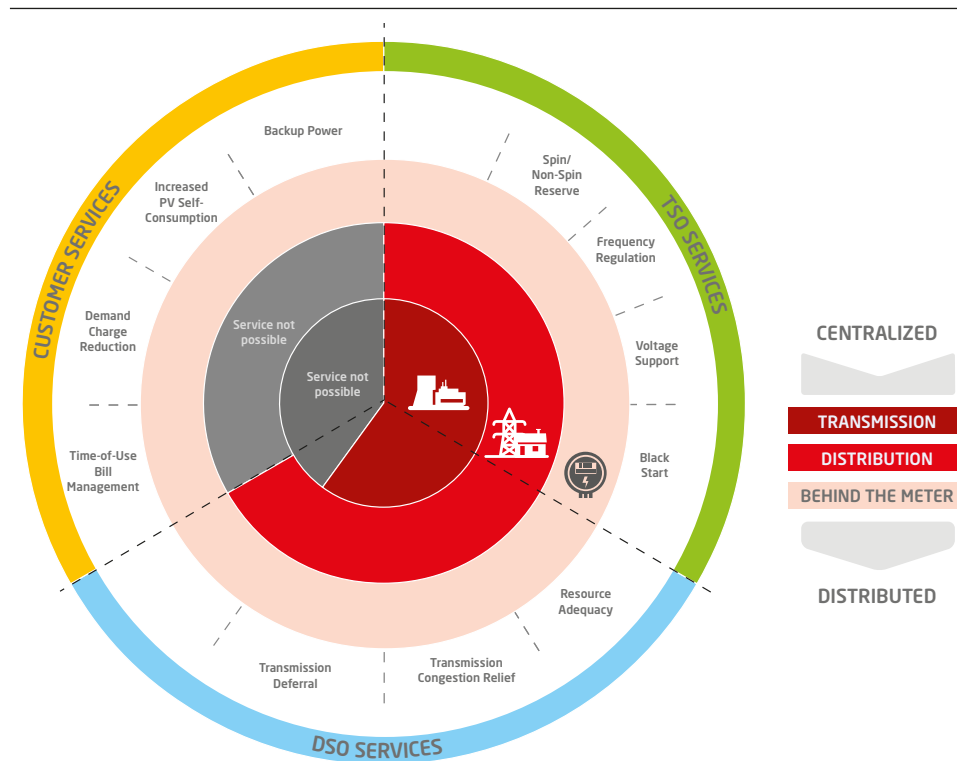 Backup Power
Increased
PV Self-
Consumption
Demand
Charge
Reduction
Time-of-Use
Bill
Management
CUSTOMER SERVICES
Spin/
Non-Spin
Reserve
Frequency
Regulation
Voltage
Support
Black
Start
TSO SERVICES
Resource
Adequacy
Transmission
Congestion Relief
Transmission
Deferral
DSO SERVICES
Service not
possible
Service not
possible
CENTRALIZED
TRANSMISSION
DISTRIBUTION
BEHIND THE METER
DISTRIBUTED